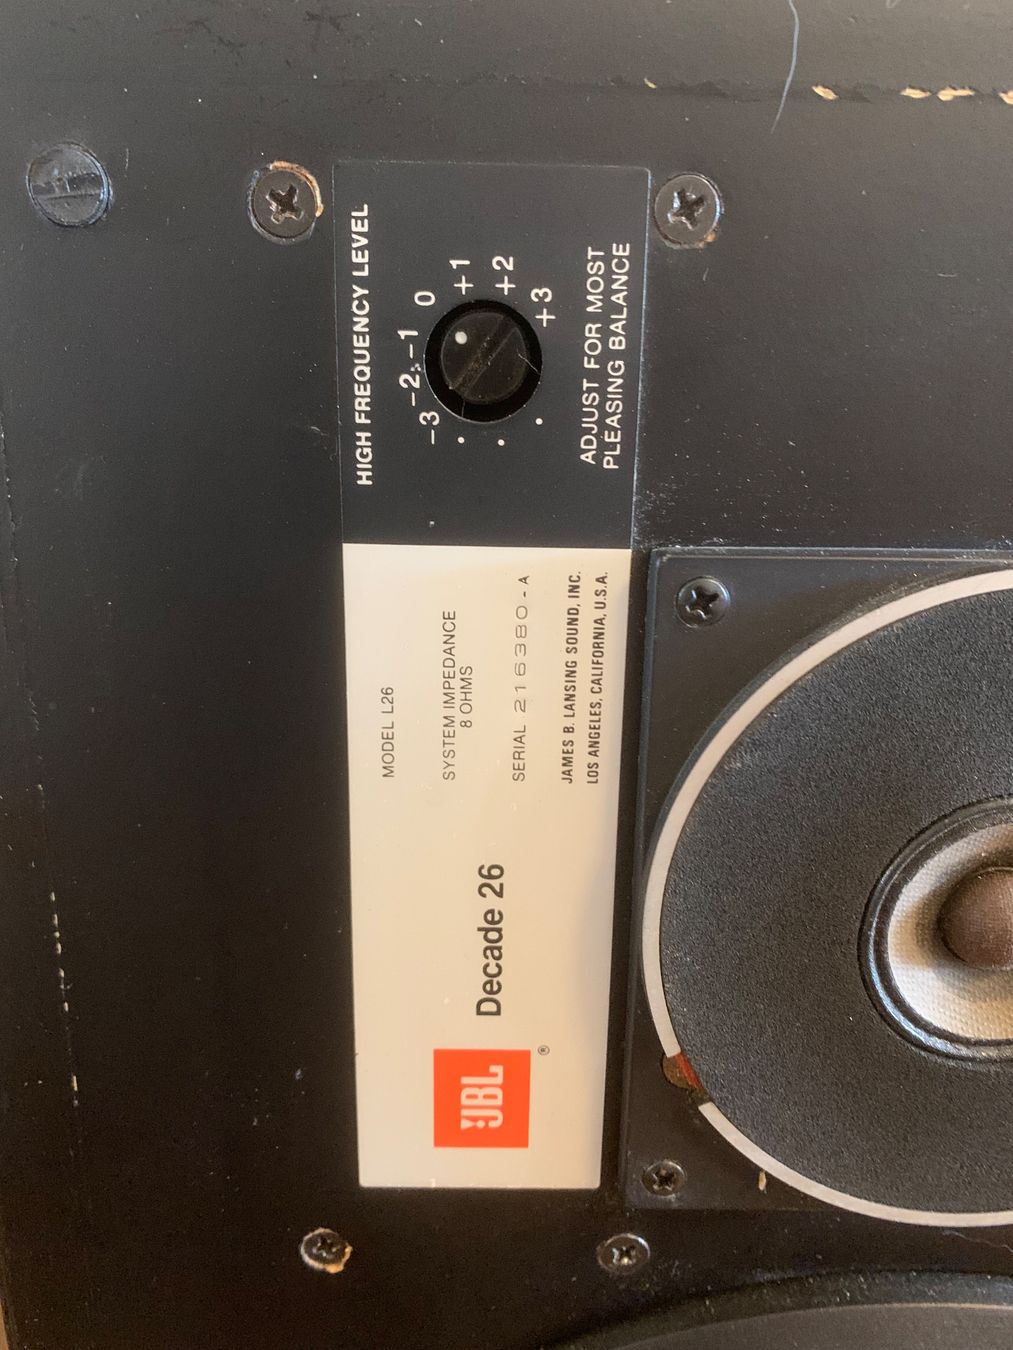 JBL®
Decade 26
MODEL L26
SYSTEM IMPEDANCE
8 OHMS
SERIAL 216380-A
JAMES B. LANSING SOUND, INC.
LOS ANGELES, CALIFORNIA, U.S.A.
HIGH FREQUENCY LEVEL
-3 -2 -1 0 +1 +2 +3
ADJUST FOR MOST
PLEASING BALANCE